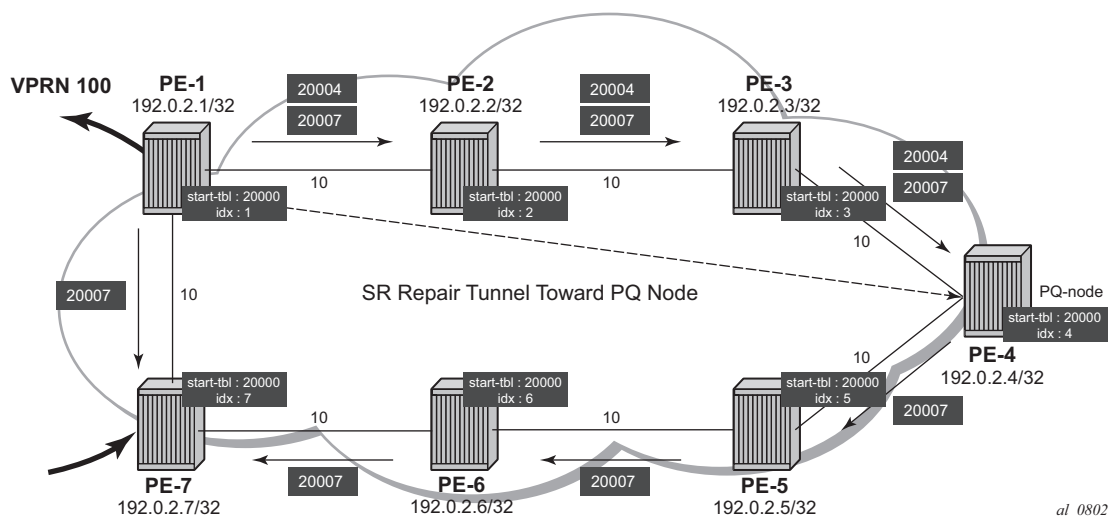 VPRN 100
PE-1
192.0.2.1/32
PE-2
192.0.2.2/32
PE-3
192.0.2.3/32
20004
20007
20004
20007
20004
20007
start-tbl : 20000
idx : 1
10
start-tbl : 20000
idx : 2
10
start-tbl : 20000
idx : 3
10
20007
10
SR Repair Tunnel Toward PQ Node
PQ-node
start-tbl : 20000
idx : 4
PE-4
192.0.2.4/32
10
start-tbl : 20000
idx : 7
10
start-tbl : 20000
idx : 6
10
start-tbl : 20000
idx : 5
20007
20007
20007
PE-7
192.0.2.7/32
PE-6
192.0.2.6/32
PE-5
192.0.2.5/32
al_0802